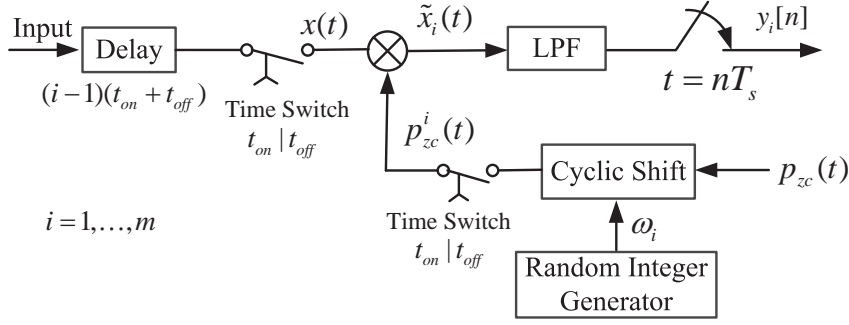 Input
Delay
(i−1)(t_on + t_off)
Time Switch
t_on | t_off
x(t)
x̃_i(t)
LPF
y_i[n]
t = nT_s
p^i_zc(t)
Time Switch
t_on | t_off
Cyclic Shift
p_zc(t)
ω_i
Random Integer
Generator
i = 1,…,m